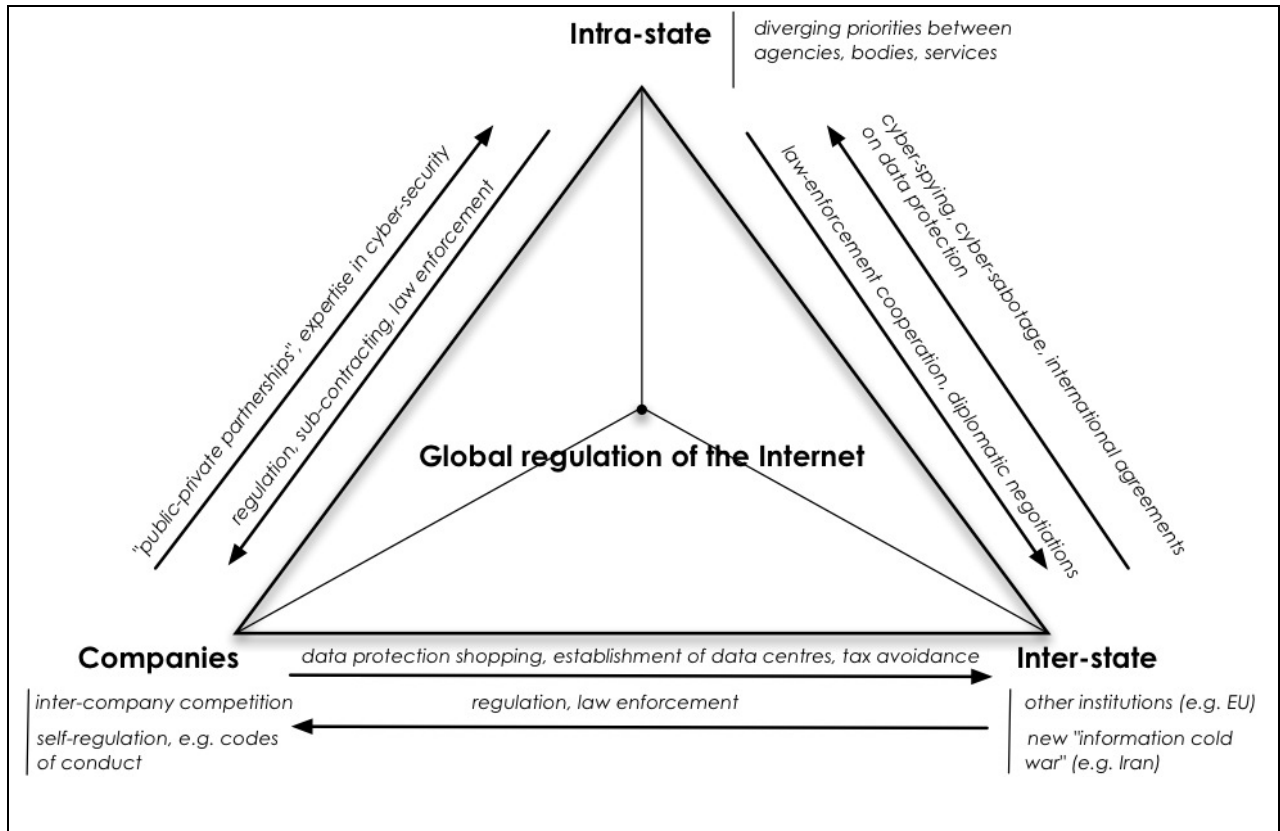 Intra-state
diverging priorities between
agencies, bodies, services
"public-private partnerships", expertise in cyber-security
regulation, sub-contracting, law enforcement
law-enforcement cooperation, diplomatic negotiations
cyber-spying, cyber-sabotage, international agreements
on data protection
Global regulation of the Internet
Companies
inter-company competition
self-regulation, e.g. codes
of conduct
data protection shopping, establishment of data centres, tax avoidance
regulation, law enforcement
Inter-state
other institutions (e.g. EU)
new "information cold
war" (e.g. Iran)